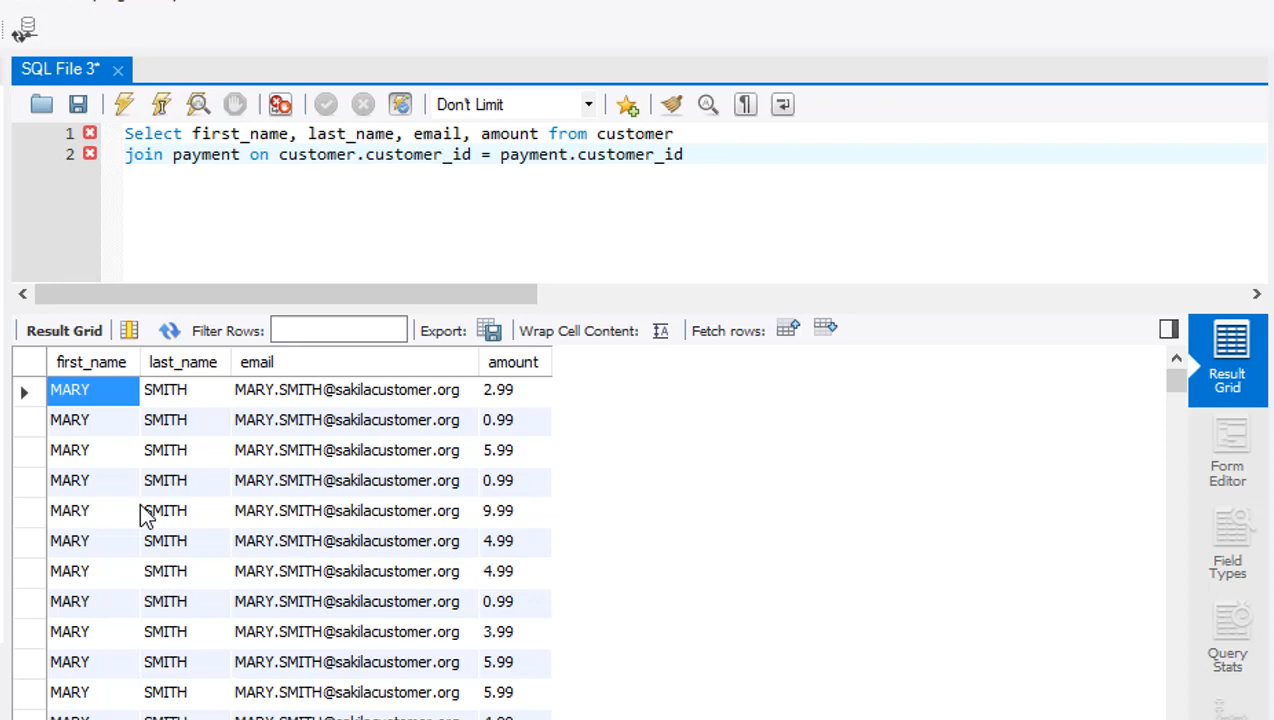 SQL File 3*
Don't Limit
1 Select first_name, last_name, email, amount from customer
2 join payment on customer.customer_id = payment.customer_id
Result Grid Filter Rows: Export: Wrap Cell Content: IA Fetch rows:
first_name last_name email amount
MARY SMITH MARY.SMITH@sakilacustomer.org 2.99
MARY SMITH MARY.SMITH@sakilacustomer.org 0.99
MARY SMITH MARY.SMITH@sakilacustomer.org 5.99
MARY SMITH MARY.SMITH@sakilacustomer.org 0.99
MARY SMITH MARY.SMITH@sakilacustomer.org 9.99
MARY SMITH MARY.SMITH@sakilacustomer.org 4.99
MARY SMITH MARY.SMITH@sakilacustomer.org 4.99
MARY SMITH MARY.SMITH@sakilacustomer.org 0.99
MARY SMITH MARY.SMITH@sakilacustomer.org 3.99
MARY SMITH MARY.SMITH@sakilacustomer.org 5.99
MARY SMITH MARY.SMITH@sakilacustomer.org 5.99
Result
Grid
Form
Editor
Field
Types
Query
Stats